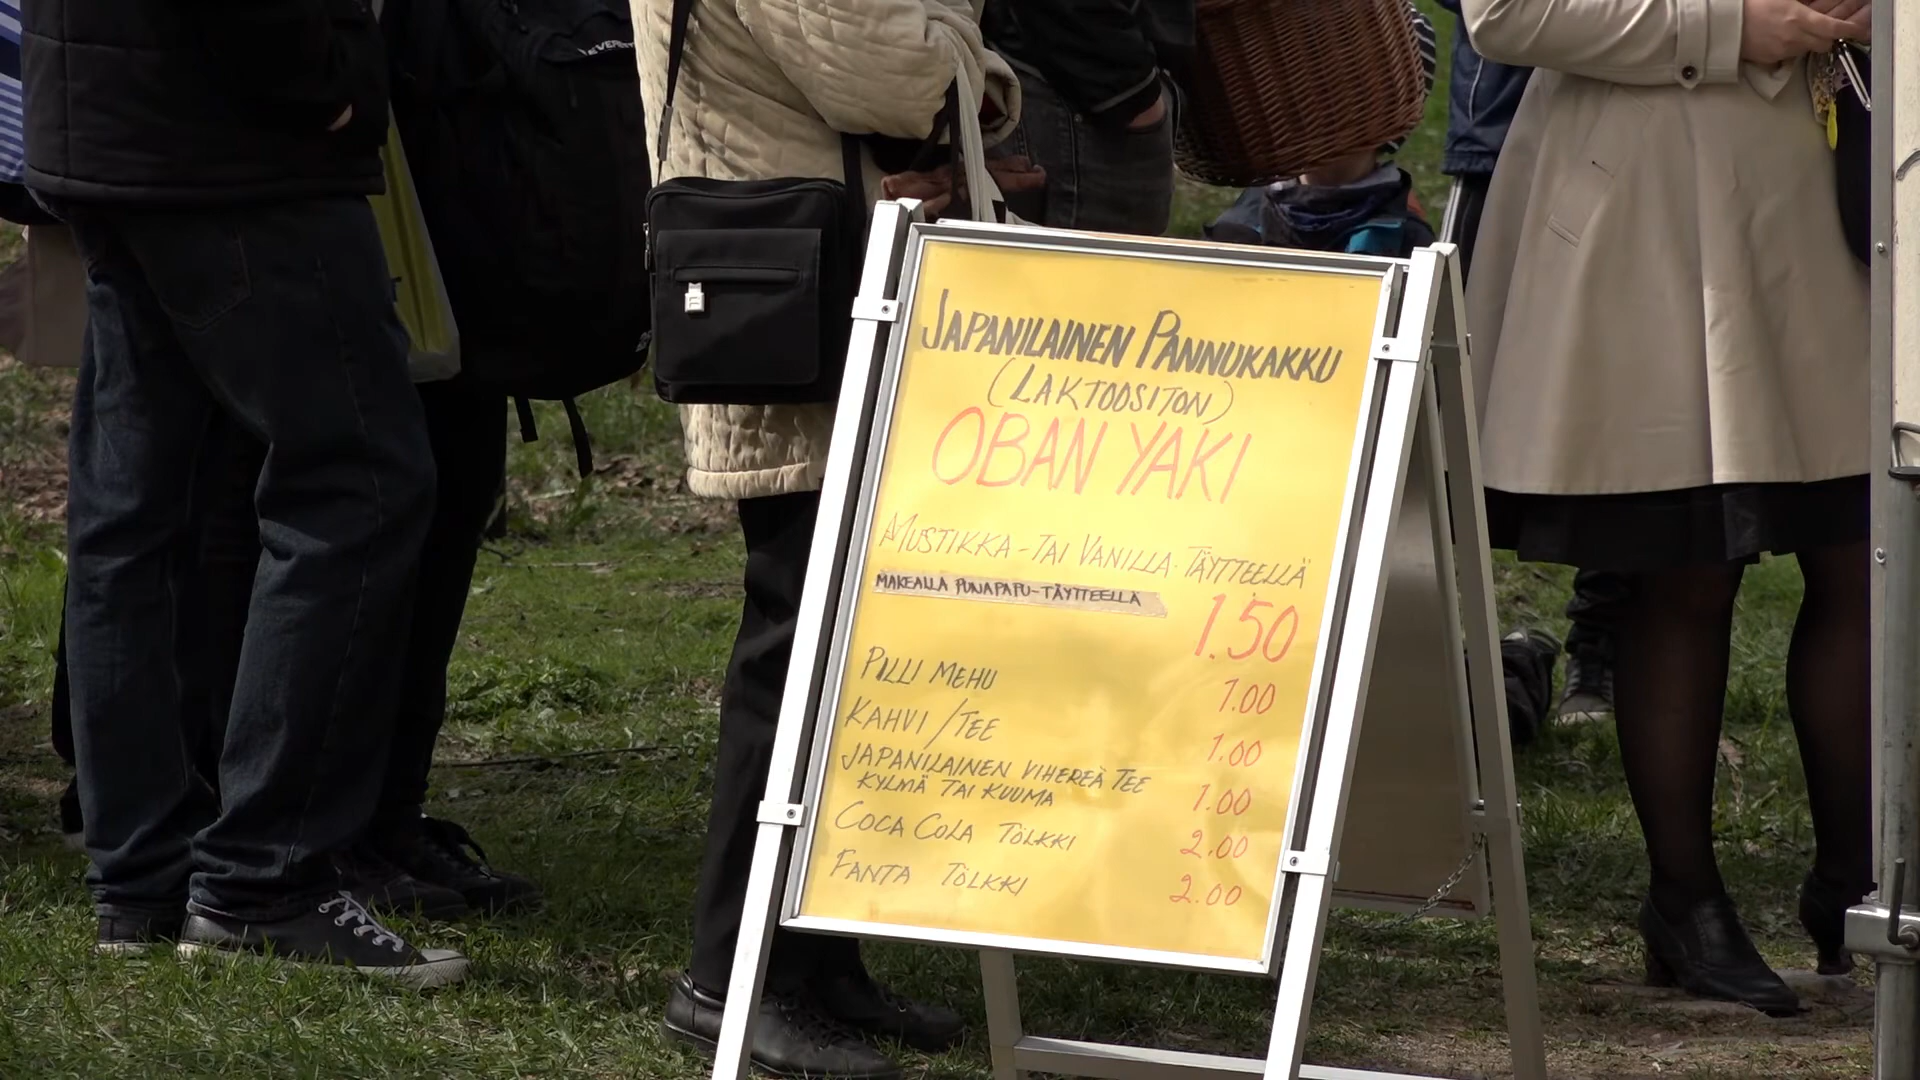 EVEREST
JAPANILAINEN PANNUKAKKU
(LAKTOOSITON)
OBAN YAKI
MUSTIKKA-TAI VANILLA-TÄYTTEELLÄ
MAKEALLA PUNAPAPU-TÄYTTEELLÄ
1.50
PILLI MEHU 1.00
KAHVI/TEE 1.00
JAPANILAINEN VIHEREÄ TEE
KYLMÄ TAI KUUMA 1.00
COCA COLA TÖLKKI 2.00
FANTA TÖLKKI 2.00